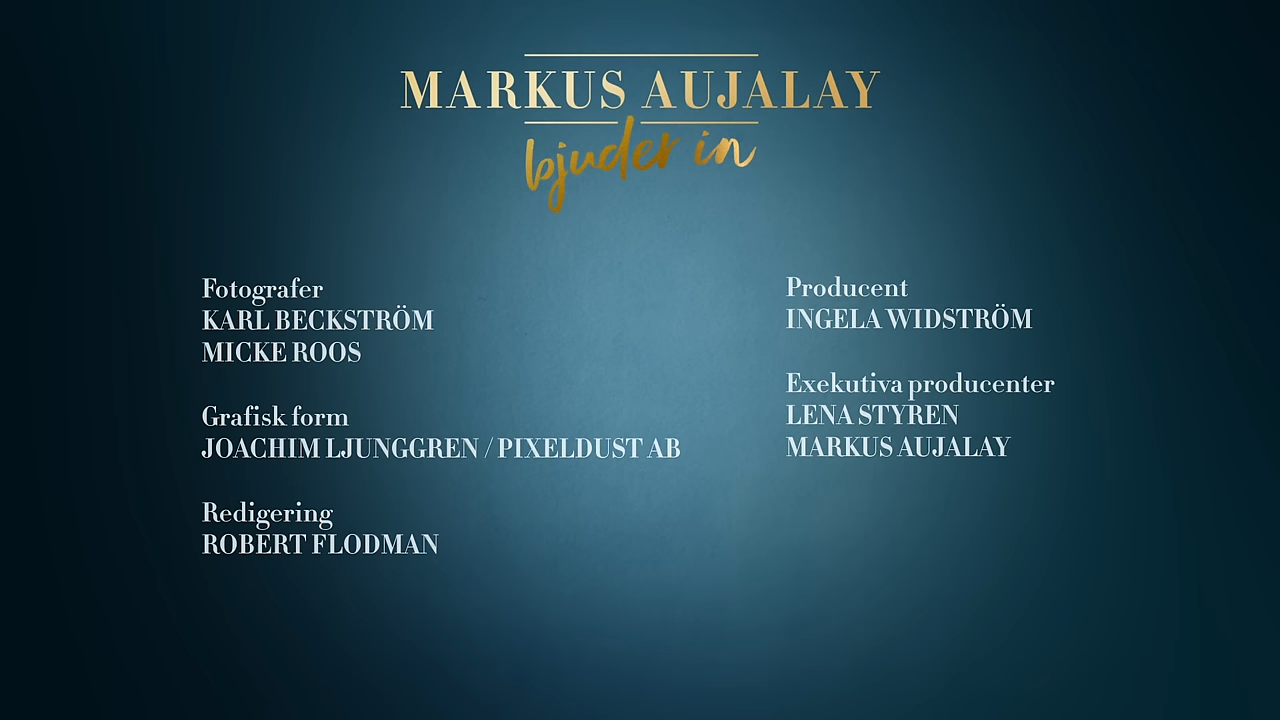 MARKUS AUJALAY
bjuder in
Fotografer
KARL BECKSTRÖM
MICKE ROOS
Grafisk form
JOACHIM LJUNGGREN / PIXELDUST AB
Redigering
ROBERT FLODMAN
Producent
INGELA WIDSTRÖM
Exekutiva producenter
LENA STYREN
MARKUS AUJALAY